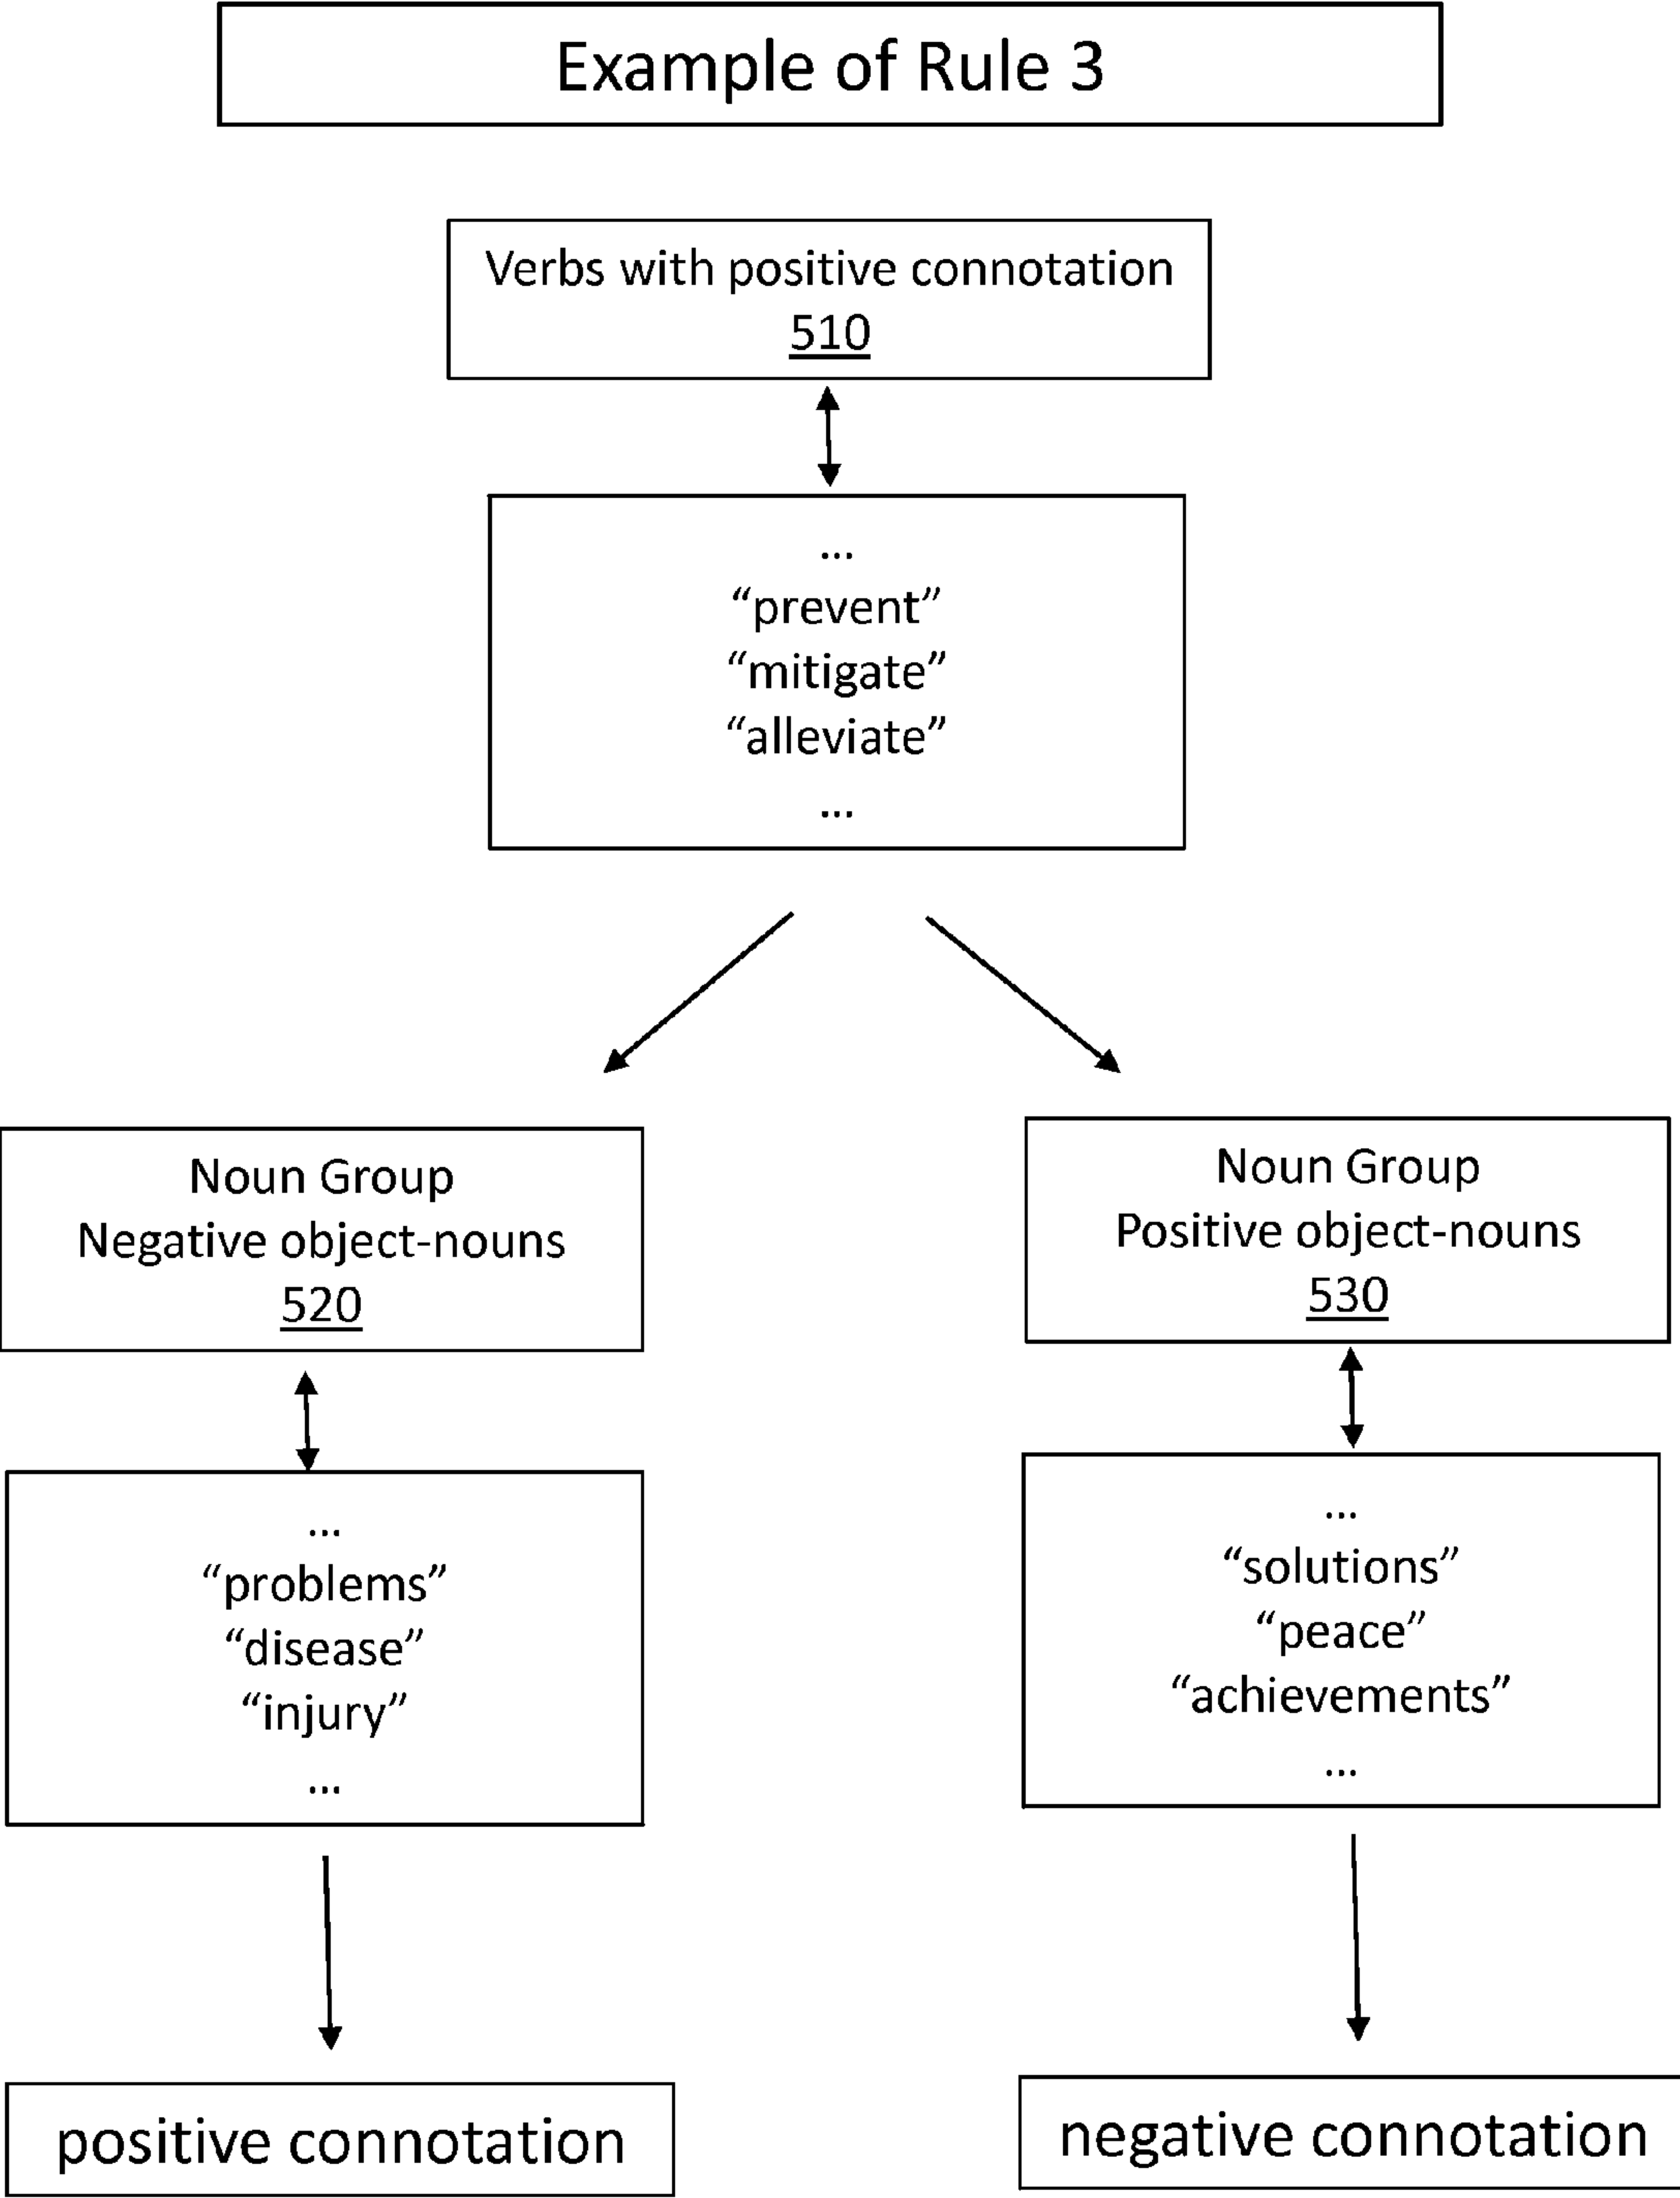 Example of Rule 3
Verbs with positive connotation
510
...
“prevent”
“mitigate”
“alleviate”
...
Noun Group
Negative object-nouns
520
Noun Group
Positive object-nouns
530
...
“problems”
“disease”
“injury”
...
...
“solutions”
“peace”
“achievements”
...
positive connotation
negative connotation